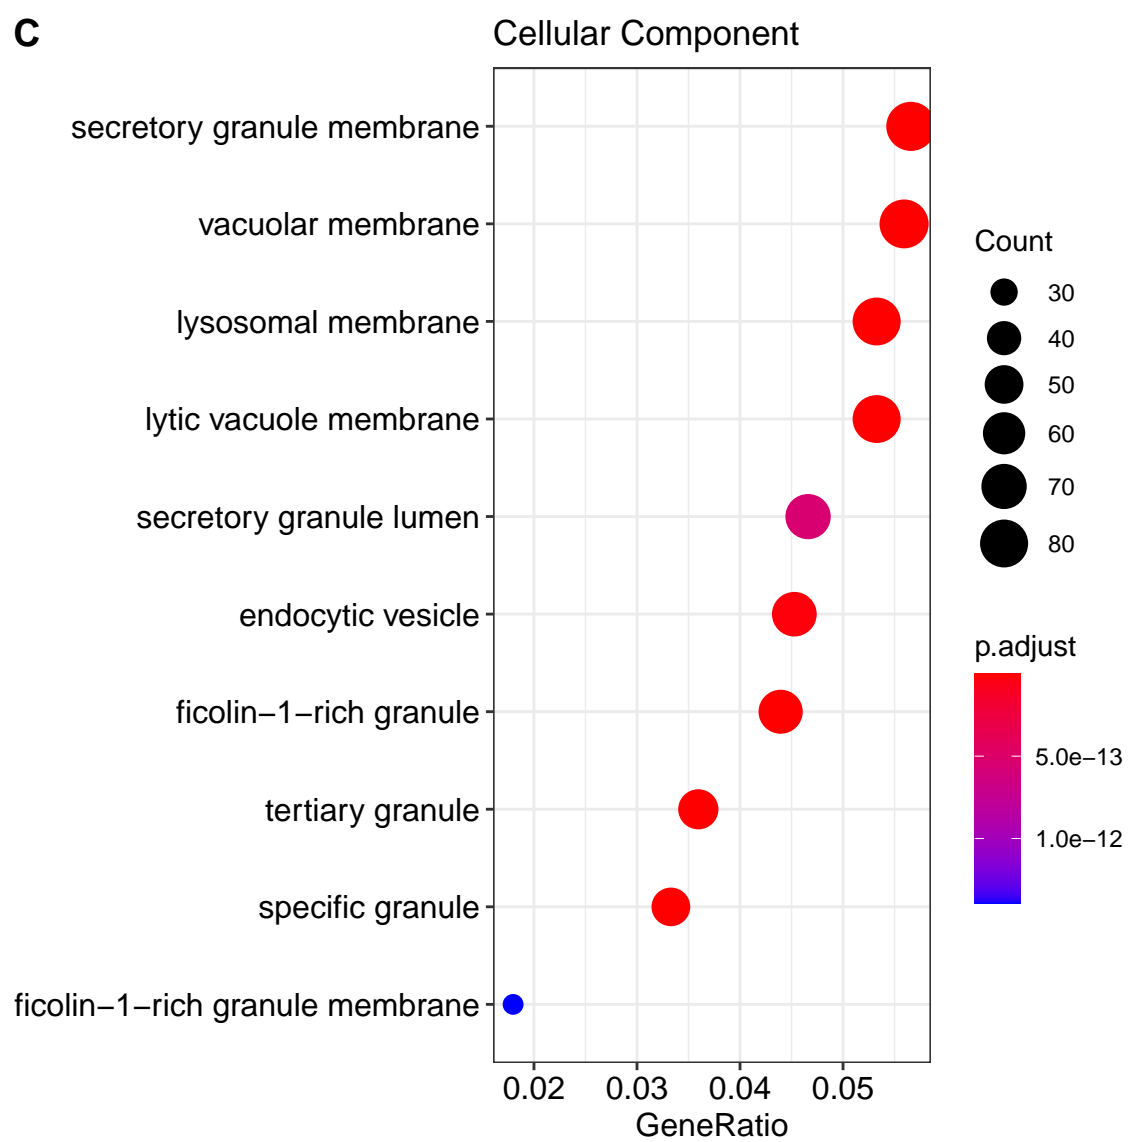 C
Cellular Component
secretory granule membrane
vacuolar membrane
lysosomal membrane
lytic vacuole membrane
secretory granule lumen
endocytic vesicle
ficolin−1−rich granule
tertiary granule
specific granule
ficolin−1−rich granule membrane
0.02 0.03 0.04 0.05
GeneRatio
Count
30
40
50
60
70
80
p.adjust
5.0e−13
1.0e−12